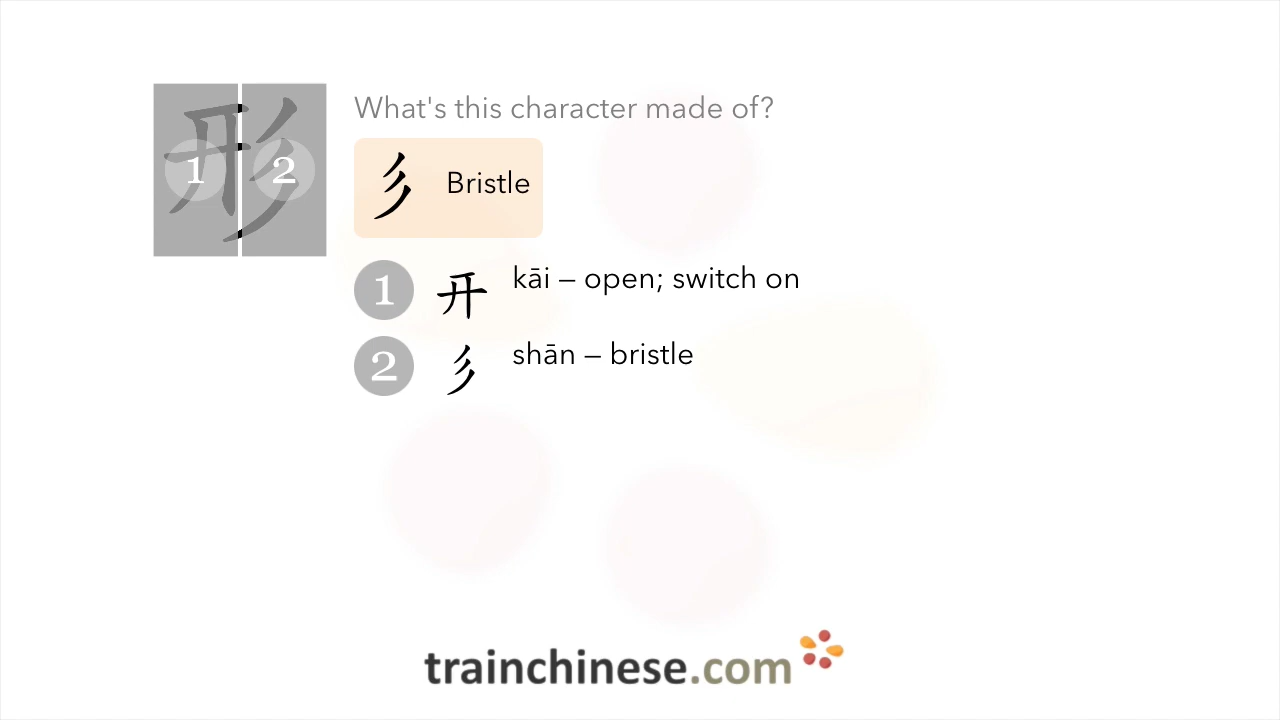 形
1 2
What's this character made of?
彡 Bristle
1 开 kāi – open; switch on
2 彡 shān – bristle
trainchinese.com